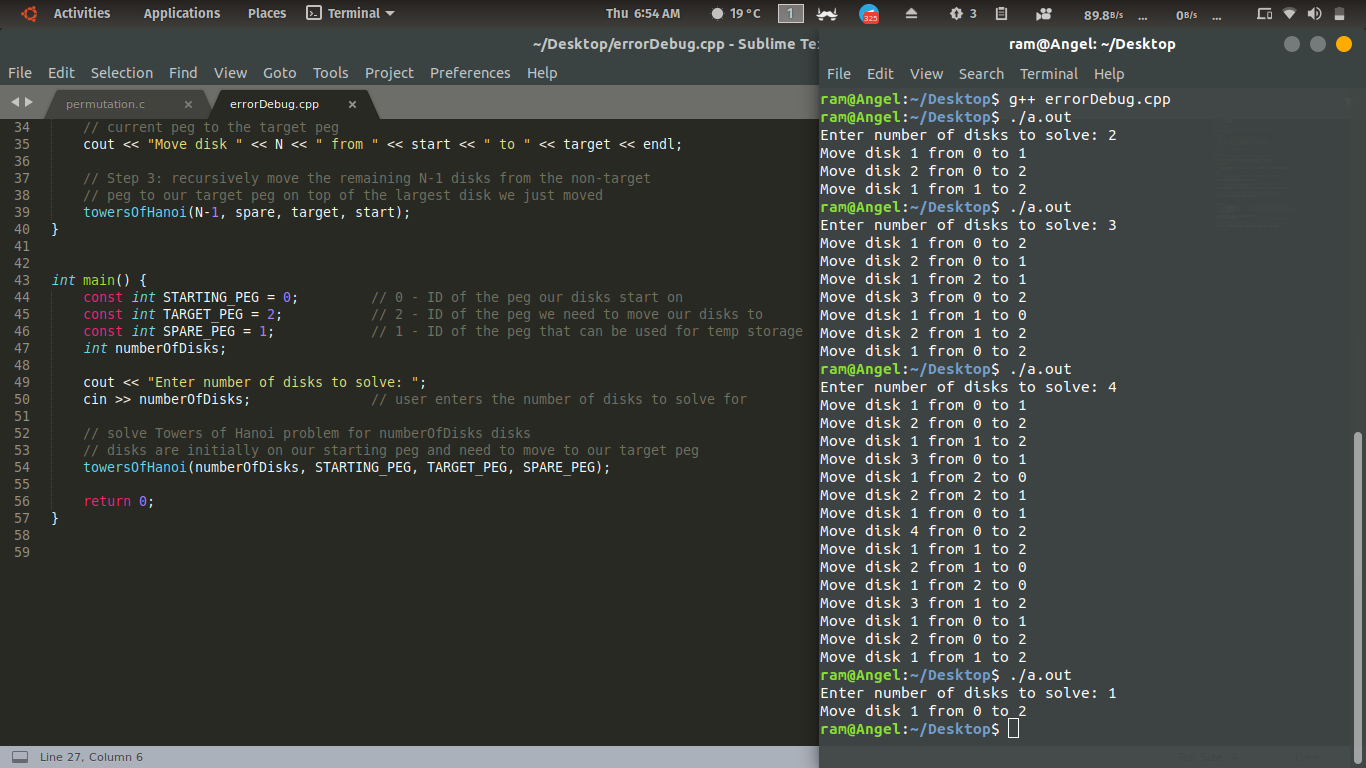 Activities Applications Places Terminal Thu 6:54 AM 19 °C 1 325 3 89.8B/s ... 0B/s ...
~/Desktop/errorDebug.cpp - Sublime Te
File Edit Selection Find View Goto Tools Project Preferences Help
permutation.c × errorDebug.cpp ×
34 // current peg to the target peg
35 cout << "Move disk " << N << " from " << start << " to " << target << endl;
36
37 // Step 3: recursively move the remaining N-1 disks from the non-target
38 // peg to our target peg on top of the largest disk we just moved
39 towersOfHanoi(N-1, spare, target, start);
40 }
41
42
43 int main() {
44 const int STARTING_PEG = 0; // 0 - ID of the peg our disks start on
45 const int TARGET_PEG = 2; // 2 - ID of the peg we need to move our disks to
46 const int SPARE_PEG = 1; // 1 - ID of the peg that can be used for temp storage
47 int numberOfDisks;
48
49 cout << "Enter number of disks to solve: ";
50 cin >> numberOfDisks; // user enters the number of disks to solve for
51
52 // solve Towers of Hanoi problem for numberOfDisks disks
53 // disks are initially on our starting peg and need to move to our target peg
54 towersOfHanoi(numberOfDisks, STARTING_PEG, TARGET_PEG, SPARE_PEG);
55
56 return 0;
57 }
58
59
Line 27, Column 6
ram@Angel: ~/Desktop
File Edit View Search Terminal Help
ram@Angel:~/Desktop$ g++ errorDebug.cpp
ram@Angel:~/Desktop$ ./a.out
Enter number of disks to solve: 2
Move disk 1 from 0 to 1
Move disk 2 from 0 to 2
Move disk 1 from 1 to 2
ram@Angel:~/Desktop$ ./a.out
Enter number of disks to solve: 3
Move disk 1 from 0 to 2
Move disk 2 from 0 to 1
Move disk 1 from 2 to 1
Move disk 3 from 0 to 2
Move disk 1 from 1 to 0
Move disk 2 from 1 to 2
Move disk 1 from 0 to 2
ram@Angel:~/Desktop$ ./a.out
Enter number of disks to solve: 4
Move disk 1 from 0 to 1
Move disk 2 from 0 to 2
Move disk 1 from 1 to 2
Move disk 3 from 0 to 1
Move disk 1 from 2 to 0
Move disk 2 from 2 to 1
Move disk 1 from 0 to 1
Move disk 4 from 0 to 2
Move disk 1 from 1 to 2
Move disk 2 from 1 to 0
Move disk 1 from 2 to 0
Move disk 3 from 1 to 2
Move disk 1 from 0 to 1
Move disk 2 from 0 to 2
Move disk 1 from 1 to 2
ram@Angel:~/Desktop$ ./a.out
Enter number of disks to solve: 1
Move disk 1 from 0 to 2
ram@Angel:~/Desktop$